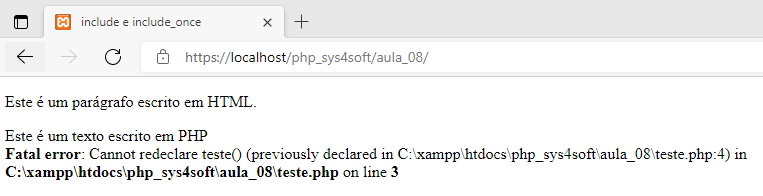 include e include_once
https://localhost/php_sys4soft/aula_08/
Este é um parágrafo escrito em HTML.
Este é um texto escrito em PHP
Fatal error: Cannot redeclare teste() (previously declared in C:\xampp\htdocs\php_sys4soft\aula_08\teste.php:4) in
C:\xampp\htdocs\php_sys4soft\aula_08\teste.php on line 3